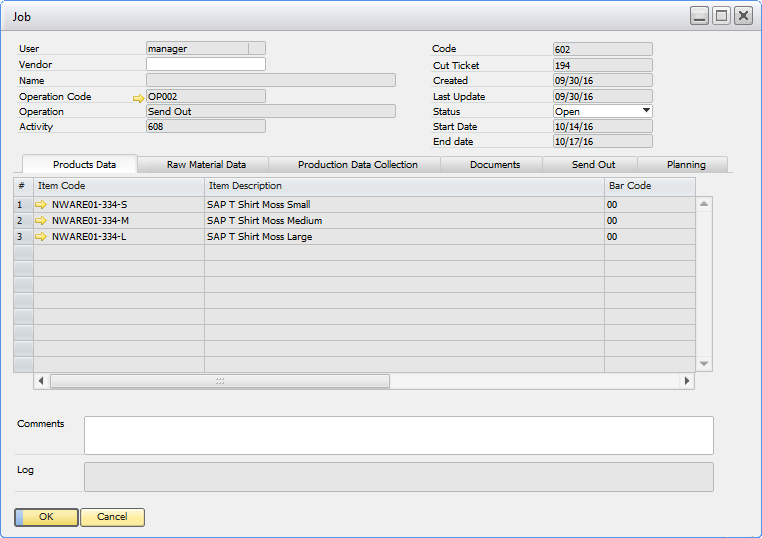 Job
User manager
Vendor
Name
Operation Code OP002
Operation Send Out
Activity 608
Code 602
Cut Ticket 194
Created 09/30/16
Last Update 09/30/16
Status Open
Start Date 10/14/16
End date 10/17/16
Products Data Raw Material Data Production Data Collection Documents Send Out Planning
# Item Code Item Description Bar Code
1 NWARE01-334-S SAP T Shirt Moss Small 00
2 NWARE01-334-M SAP T Shirt Moss Medium 00
3 NWARE01-334-L SAP T Shirt Moss Large 00
Comments
Log
OK Cancel